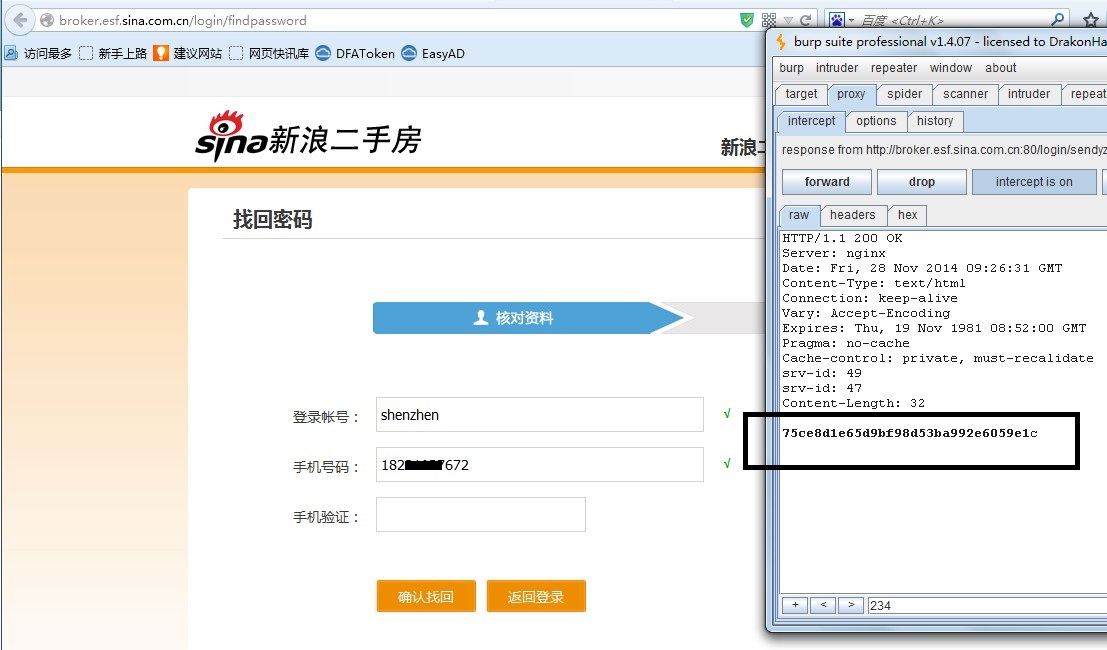 broker.esf.sina.com.cn/login/findpassword
百度 <Ctrl+K>
访问最多 新手上路 建议网站 网页快讯库 DFAToken EasyAD
sina新浪二手房
新浪二
找回密码
核对资料
登录帐号： shenzhen √
手机号码： 182 7672 √
手机验证：
确认找回 返回登录
burp suite professional v1.4.07 - licensed to DrakonHa
burp intruder repeater window about
target proxy spider scanner intruder repeat
intercept options history
response from http://broker.esf.sina.com.cn:80/login/sendyz
forward drop intercept is on
raw headers hex
HTTP/1.1 200 OK
Server: nginx
Date: Fri, 28 Nov 2014 09:26:31 GMT
Content-Type: text/html
Connection: keep-alive
Vary: Accept-Encoding
Expires: Thu, 19 Nov 1981 08:52:00 GMT
Pragma: no-cache
Cache-control: private, must-recalidate
srv-id: 49
srv-id: 47
Content-Length: 32
75ce8d1e65d9bf98d53ba992e6059e1c
+ < > 234